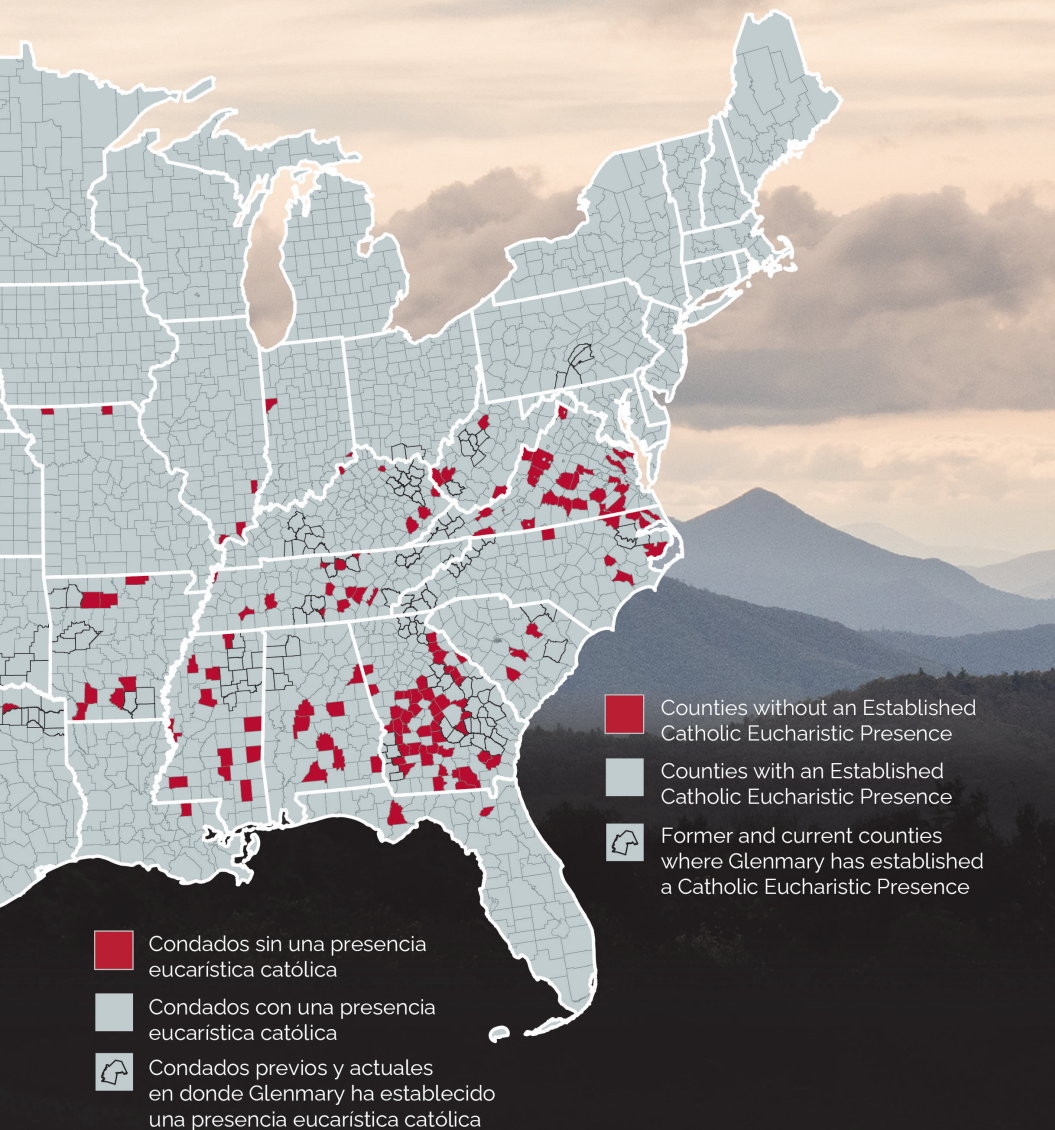 Counties without an Established
Catholic Eucharistic Presence
Counties with an Established
Catholic Eucharistic Presence
Former and current counties
where Glenmary has established
a Catholic Eucharistic Presence
Condados sin una presencia
eucarística católica
Condados con una presencia
eucarística católica
Condados previos y actuales
en donde Glenmary ha establecido
una presencia eucarística católica